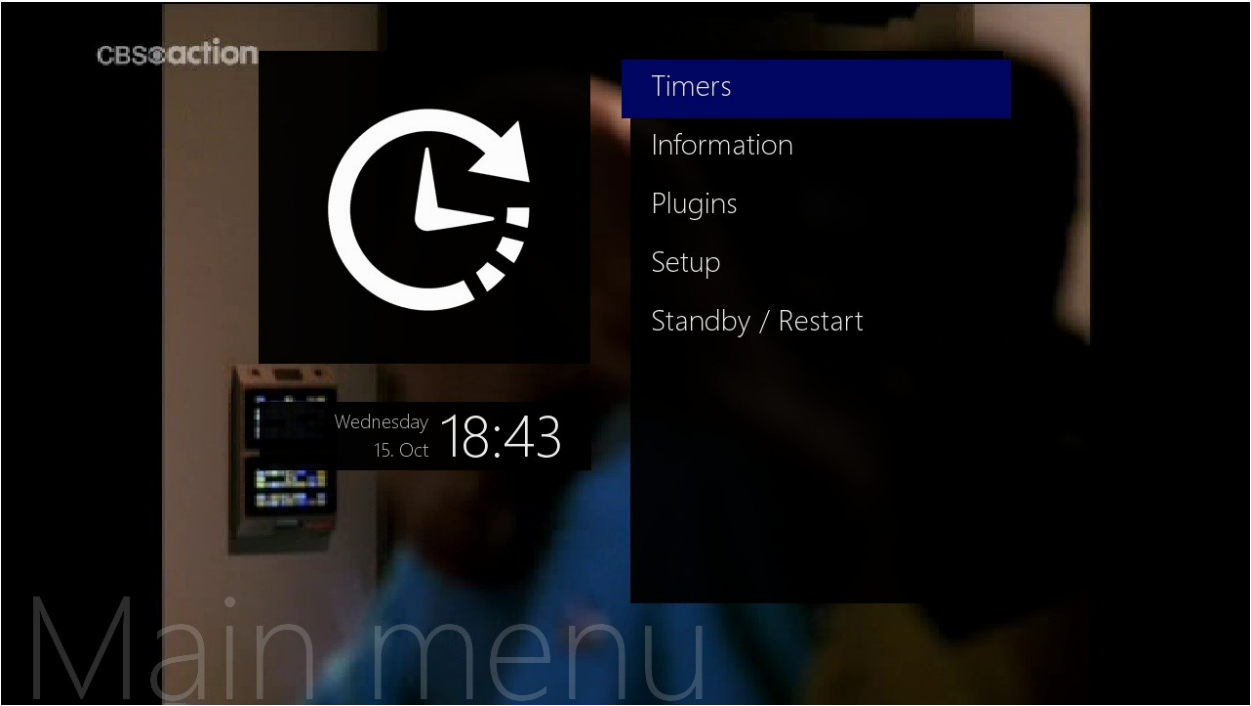 CBS action
Timers
Information
Plugins
Setup
Standby / Restart
Wednesday
15. Oct
18:43
Main menu